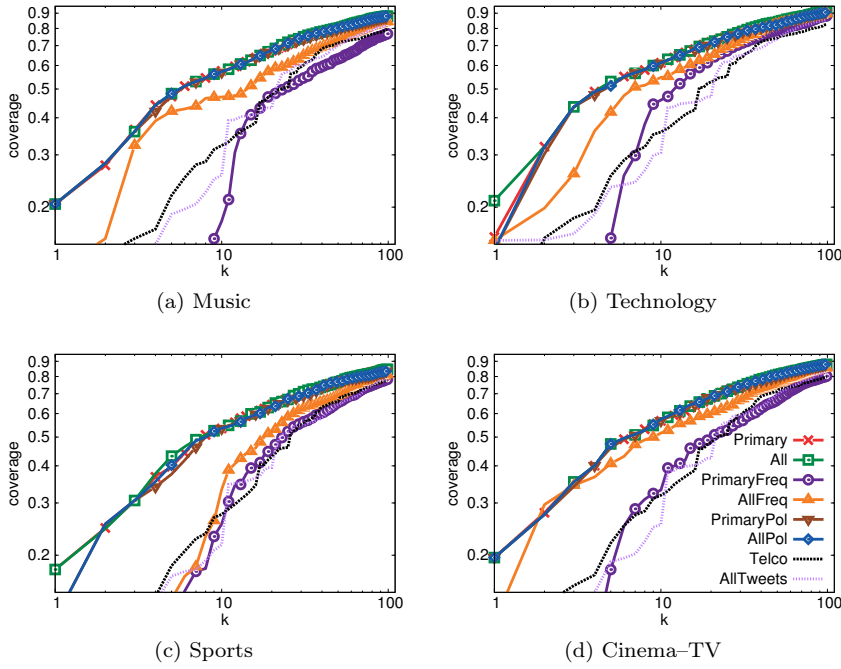 0.9
0.8
0.7
0.6
0.5
0.4
0.3
0.2
coverage
1 10 100
k
(a) Music
0.9
0.8
0.7
0.6
0.5
0.4
0.3
0.2
coverage
1 10 100
k
(b) Technology
0.9
0.8
0.7
0.6
0.5
0.4
0.3
0.2
coverage
1 10 100
k
(c) Sports
0.9
0.8
0.7
0.6
0.5
0.4
0.3
0.2
coverage
Primary
All
PrimaryFreq
AllFreq
PrimaryPol
AllPol
Telco
AllTweets
1 10 100
k
(d) Cinema–TV